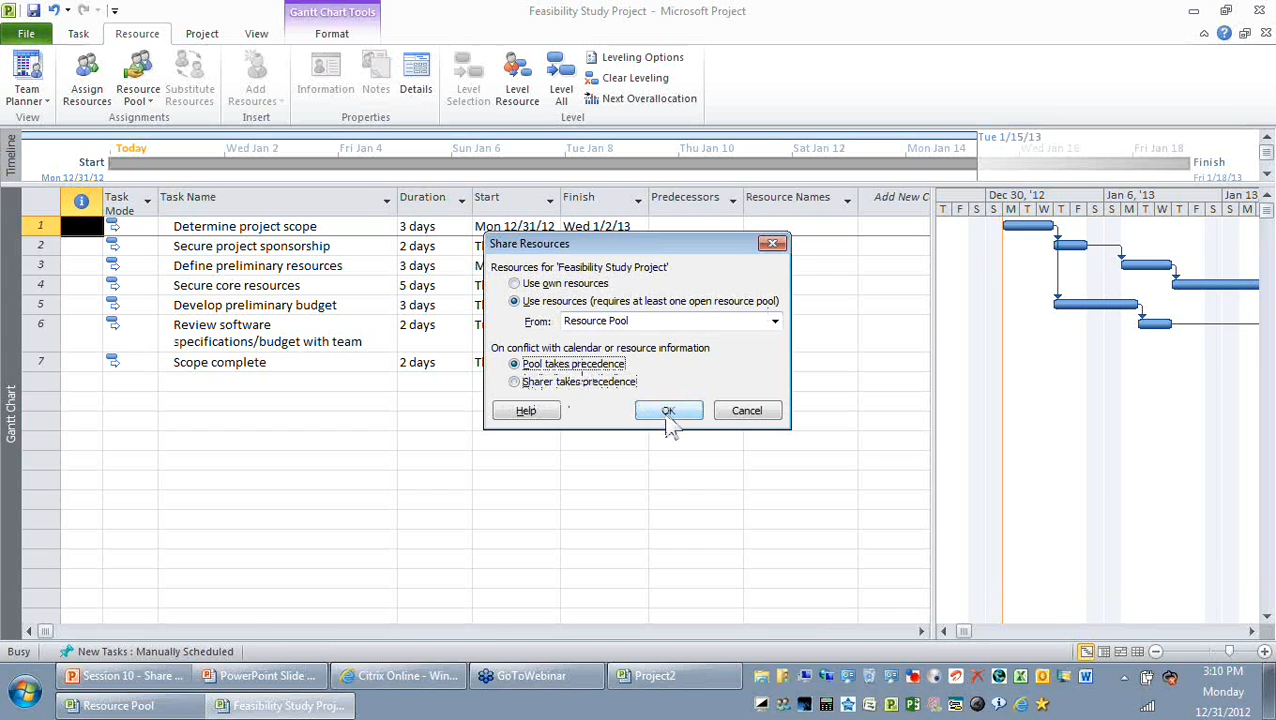 Gantt Chart Tools
Feasibility Study Project - Microsoft Project
File Task Resource Project View Format
Team Planner
Assign Resources
Resource Pool
Substitute Resources
Add Resources
Information
Notes
Details
Level Selection
Level Resource
Level All
Leveling Options
Clear Leveling
Next Overallocation
View Assignments Insert Properties Level
Timeline
Tue 1/15/13
Today Wed Jan 2 Fri Jan 4 Sun Jan 6 Tue Jan 8 Thu Jan 10 Sat Jan 12 Mon Jan 14 Wed Jan 16 Fri Jan 18
Start Finish
Mon 12/31/12 Fri 1/18/13
Task Mode Task Name Duration Start Finish Predecessors Resource Names Add New C
Dec 30, '12 Jan 6, '13 Jan 13
T F S S M T W T F S S M T W T F S S M
1 Determine project scope 3 days Mon 12/31/12 Wed 1/2/13
2 Secure project sponsorship 2 days
3 Define preliminary resources 3 days
4 Secure core resources 5 days
5 Develop preliminary budget 3 days
6 Review software specifications/budget with team 2 days
7 Scope complete 2 days
Gantt Chart
Share Resources
Resources for 'Feasibility Study Project'
Use own resources
Use resources (requires at least one open resource pool)
From: Resource Pool
On conflict with calendar or resource information
Pool takes precedence
Sharer takes precedence
Help OK Cancel
Busy New Tasks : Manually Scheduled
Session 10 - Share ... PowerPoint Slide ... Citrix Online - Win... GoToWebinar Project2
Resource Pool Feasibility Study Proj...
3:10 PM
Monday
12/31/2012